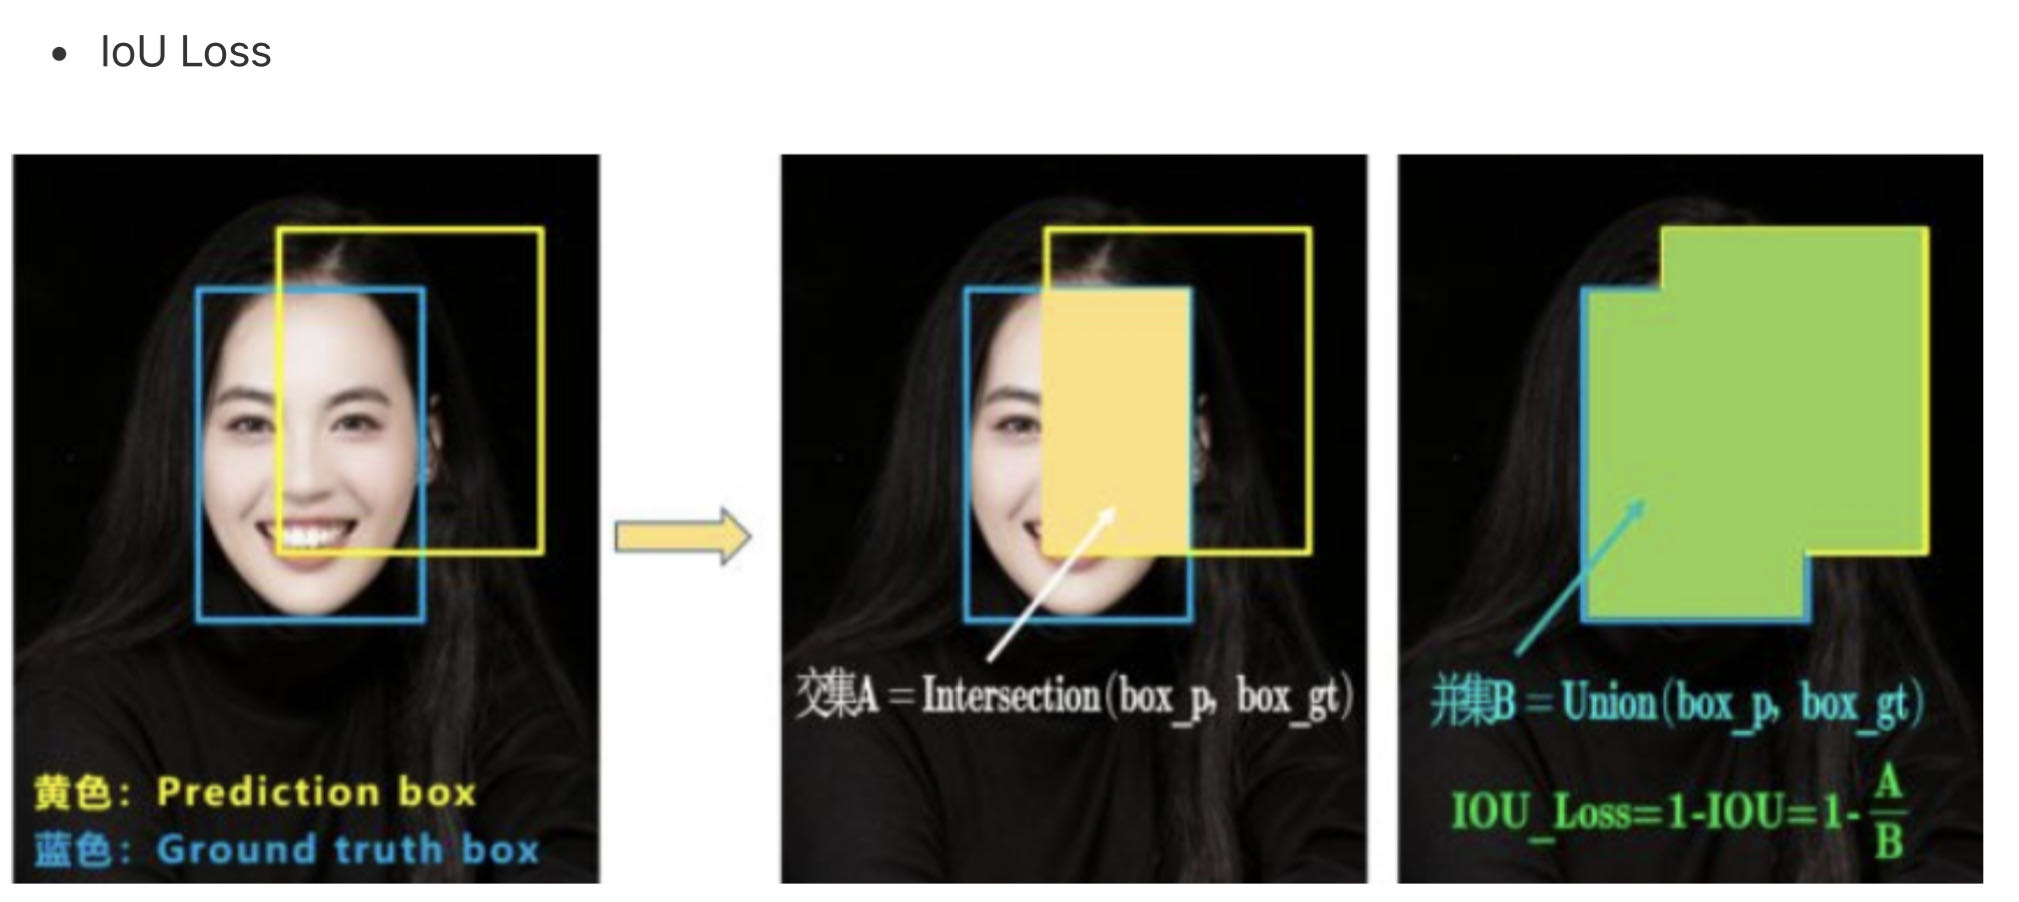 • IoU Loss
黄色：Prediction box
蓝色：Ground truth box
交集A = Intersection(box_p, box_gt)
并集B = Union(box_p, box_gt)
IOU_Loss=1-IOU=1-A/B